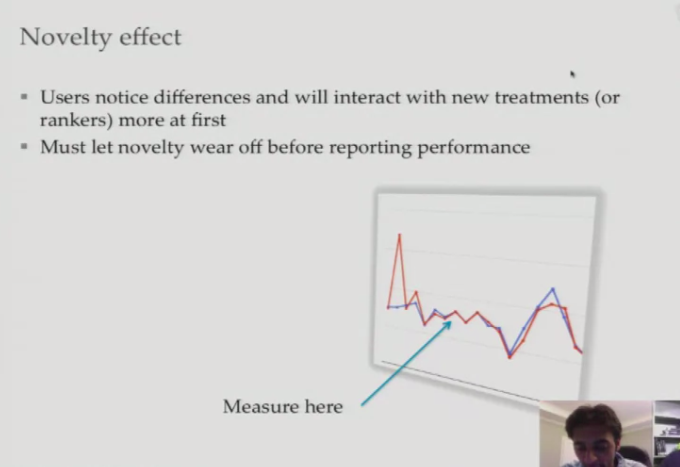 Novelty effect
Users notice differences and will interact with new treatments (or
rankers) more at first
Must let novelty wear off before reporting performance
Measure here